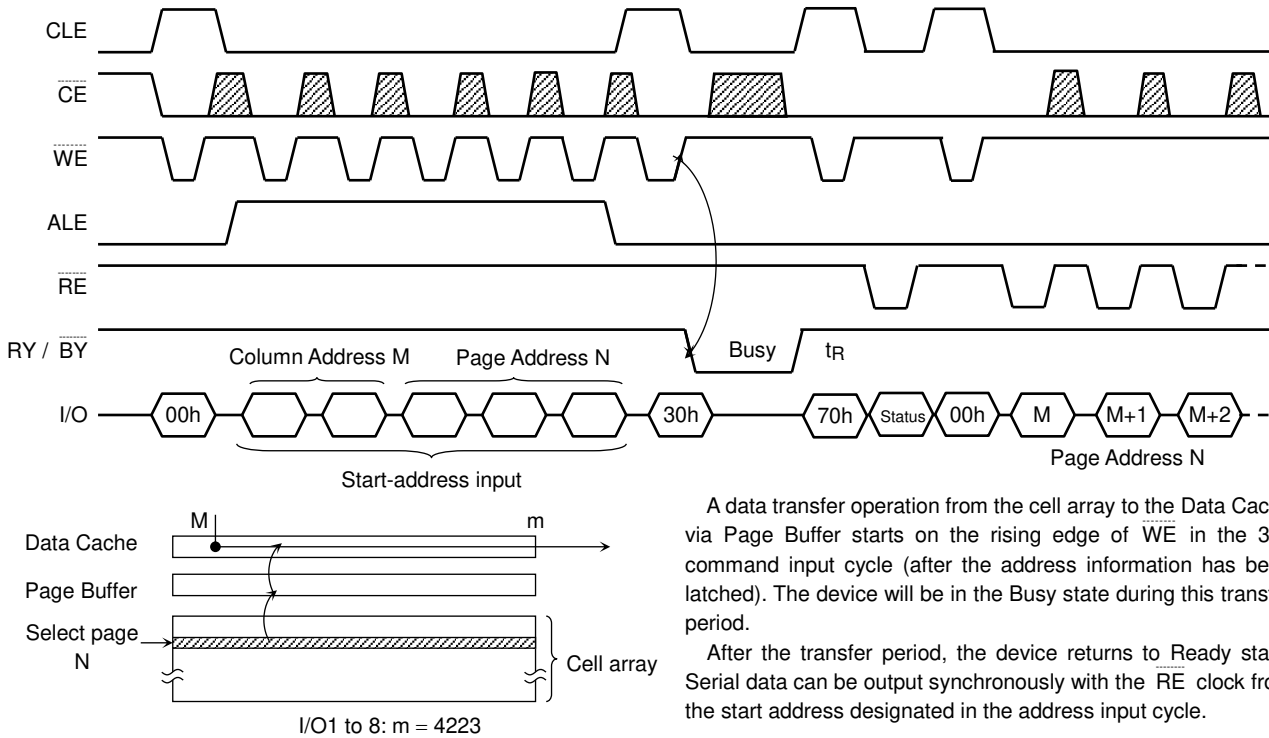 CLE
CE
WE
ALE
RE
RY / BY
Column Address M Page Address N Busy tR
I/O 00h 30h 70h Status 00h M M+1 M+2
Start-address input
Page Address N
M m
Data Cache
Page Buffer
Select page
N
Cell array
I/O1 to 8: m = 4223
A data transfer operation from the cell array to the Data Cac
via Page Buffer starts on the rising edge of WE in the 3
command input cycle (after the address information has be
latched). The device will be in the Busy state during this transf
period.
After the transfer period, the device returns to Ready sta
Serial data can be output synchronously with the RE clock fro
the start address designated in the address input cycle.